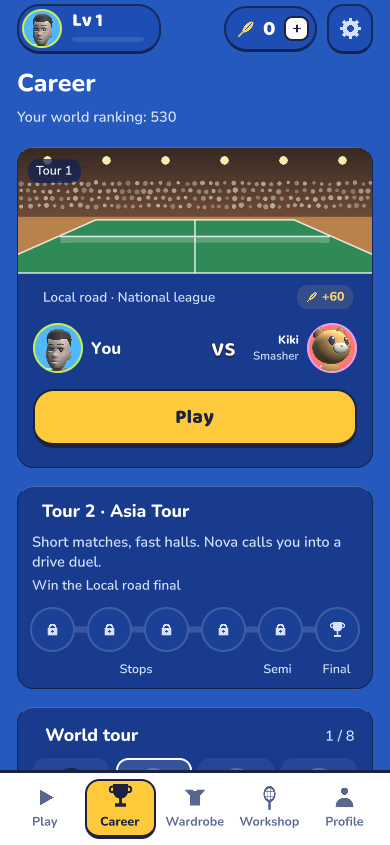 Lv 1
0
+
Career
Your world ranking: 530
Tour 1
Local road · National league
+60
You
VS
Kiki
Smasher
Play
Tour 2 · Asia Tour
Short matches, fast halls. Nova calls you into a
drive duel.
Win the Local road final
Stops
Semi
Final
World tour
1 / 8
Play
Career
Wardrobe
Workshop
Profile